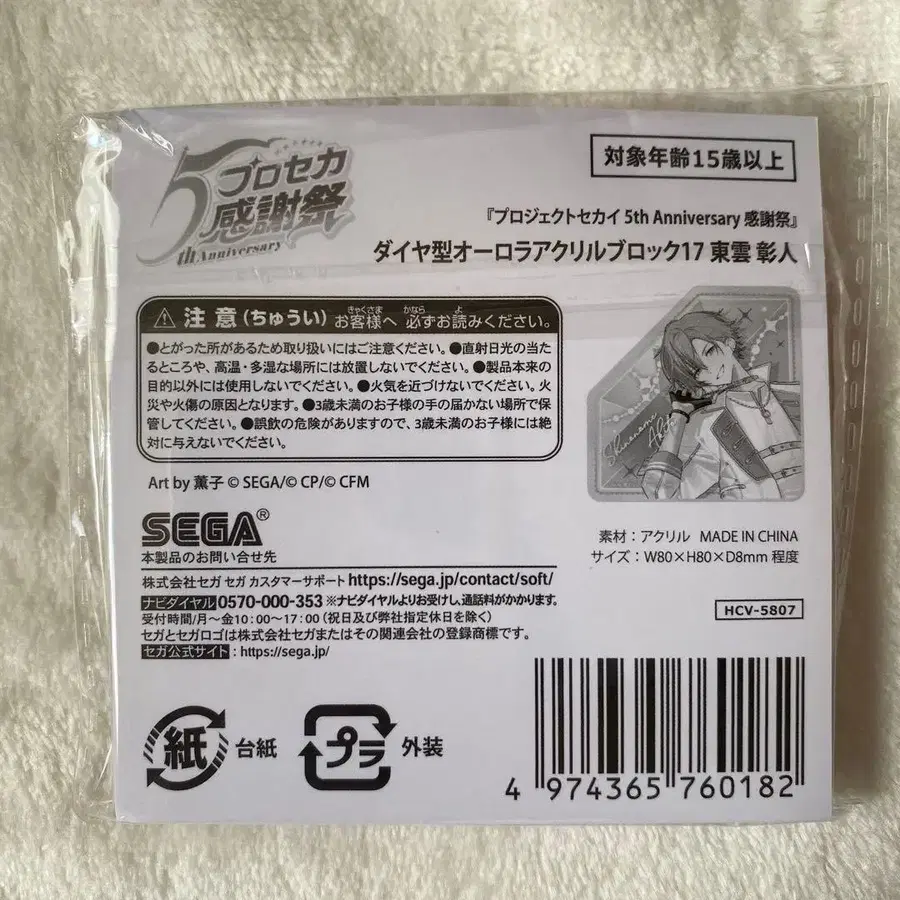 5th Anniversary
プロセカ
感謝祭
対象年齢15歳以上
『プロジェクトセカイ 5th Anniversary 感謝祭』
ダイヤ型オーロラアクリルブロック17 東雲 彰人
⚠ 注意(ちゅうい) お客様へ 必ずお読みください。
きゃくさま かなら よ
●とがった所があるため取り扱いにはご注意ください。●直射日光の当た
るところや、高温・多湿な場所には放置しないでください。●製品本来の
目的以外には使用しないでください。●火気を近づけないでください。火
災や火傷の原因となります。●3歳未満のお子様の手の届かない場所で保
管してください。●誤飲の危険がありますので、3歳未満のお子様には絶
対に与えないでください。
Shinonome
Akito
Art by 薫子 © SEGA/© CP/© CFM
SEGA®
本製品のお問い合せ先
株式会社セガ セガ カスタマーサポート https://sega.jp/contact/soft/
ナビダイヤル 0570-000-353 ※ナビダイヤルよりお受けし、通話料がかかります。
受付時間/月～金10:00～17:00 (祝日及び弊社指定休日を除く)
セガとセガロゴは株式会社セガまたはその関連会社の登録商標です。
セガ公式サイト : https://sega.jp/
素材：アクリル MADE IN CHINA
サイズ：W80×H80×D8mm 程度
HCV-5807
紙 台紙
プラ 外装
4 974365 760182